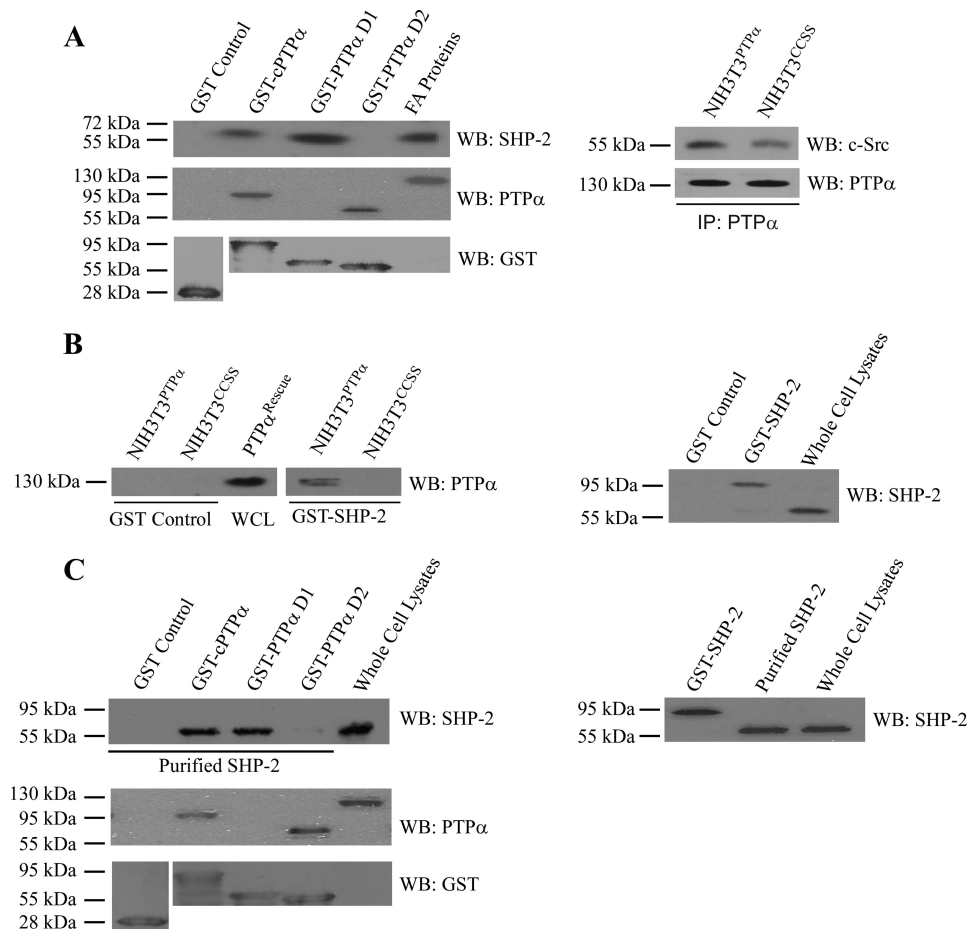 A
GST Control
GST-cPTPα
GST-PTPα D1
GST-PTPα D2
FA Proteins
72 kDa
55 kDa
WB: SHP-2
130 kDa
95 kDa
55 kDa
WB: PTPα
95 kDa
55 kDa
28 kDa
WB: GST
NIH3T3PTPα
NIH3T3CCSS
55 kDa
WB: c-Src
130 kDa
WB: PTPα
IP: PTPα
B
NIH3T3PTPα
NIH3T3CCSS
PTPαRescue
NIH3T3PTPα
NIH3T3CCSS
130 kDa
WB: PTPα
GST Control
WCL
GST-SHP-2
GST Control
GST-SHP-2
Whole Cell Lysates
95 kDa
55 kDa
WB: SHP-2
C
GST Control
GST-cPTPα
GST-PTPα D1
GST-PTPα D2
Whole Cell Lysates
95 kDa
55 kDa
WB: SHP-2
Purified SHP-2
130 kDa
95 kDa
55 kDa
WB: PTPα
95 kDa
55 kDa
28 kDa
WB: GST
GST-SHP-2
Purified SHP-2
Whole Cell Lysates
95 kDa
55 kDa
WB: SHP-2